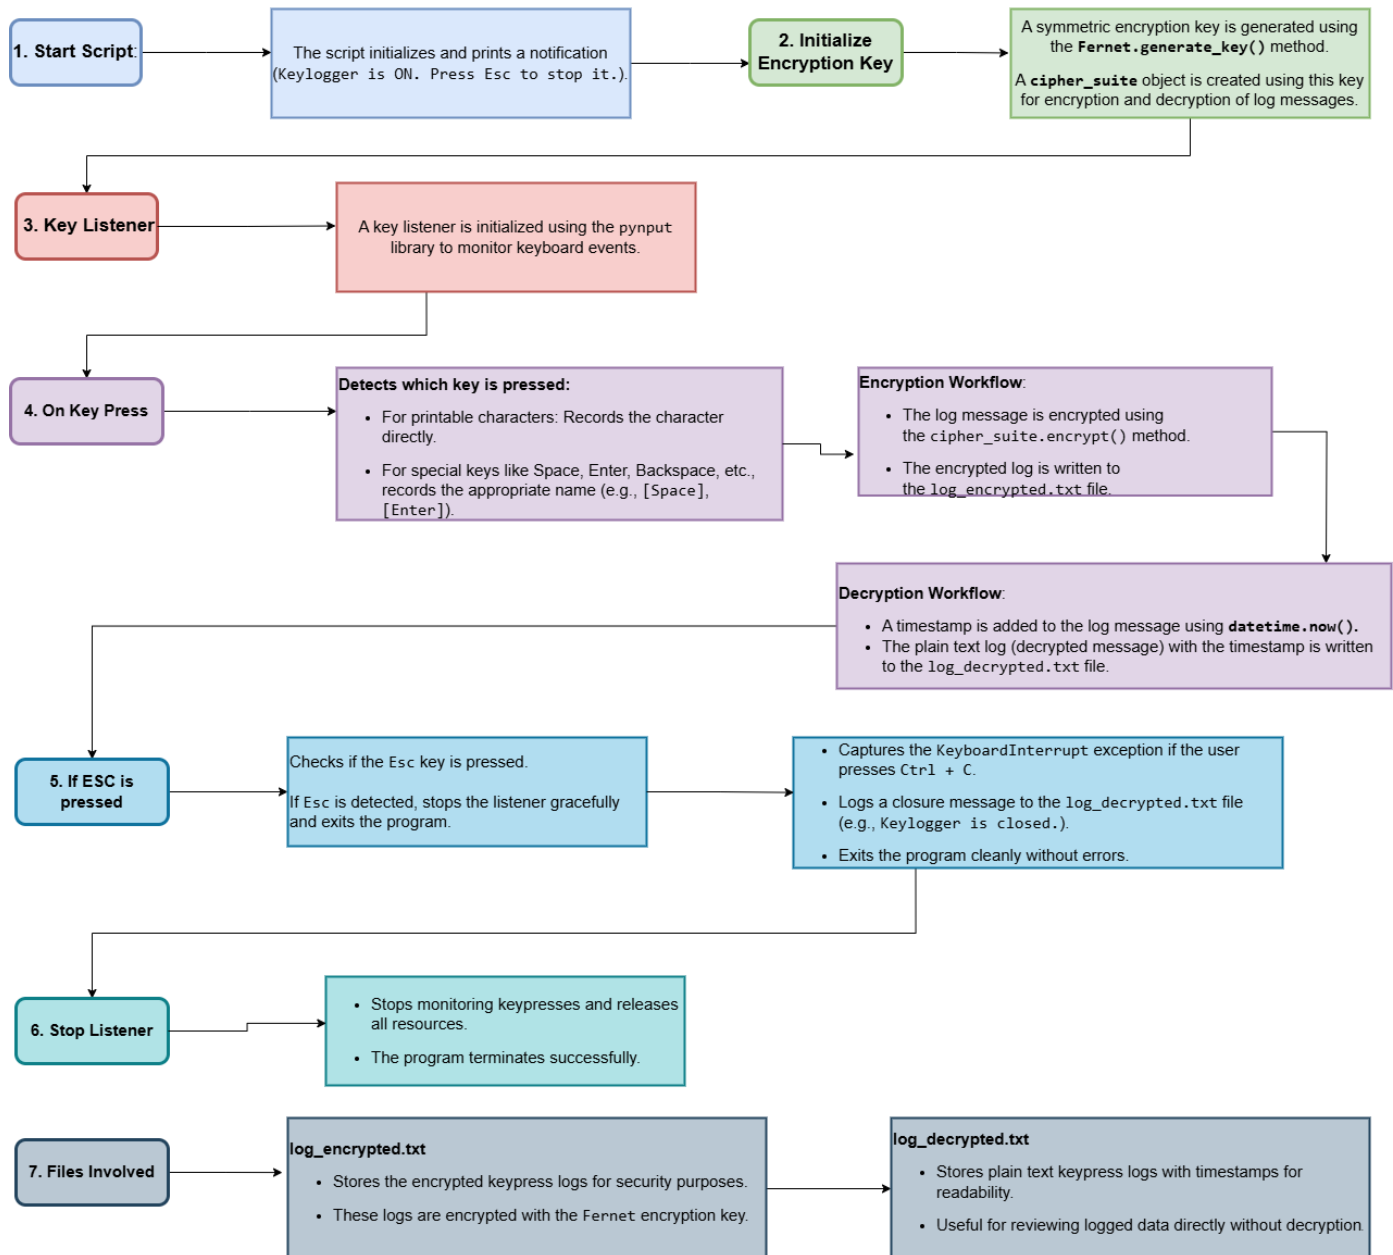 1. Start Script:
The script initializes and prints a notification
(Keylogger is ON. Press Esc to stop it.).
2. Initialize
Encryption Key
A symmetric encryption key is generated using
the Fernet.generate_key() method.
A cipher_suite object is created using this key
for encryption and decryption of log messages.
3. Key Listener
A key listener is initialized using the pynput
library to monitor keyboard events.
4. On Key Press
Detects which key is pressed:
• For printable characters: Records the character
directly.
• For special keys like Space, Enter, Backspace, etc.,
records the appropriate name (e.g., [Space],
[Enter]).
Encryption Workflow:
• The log message is encrypted using
the cipher_suite.encrypt() method.
• The encrypted log is written to
the log_encrypted.txt file.
Decryption Workflow:
• A timestamp is added to the log message using datetime.now().
• The plain text log (decrypted message) with the timestamp is written
to the log_decrypted.txt file.
5. If ESC is
pressed
Checks if the Esc key is pressed.
If Esc is detected, stops the listener gracefully
and exits the program.
• Captures the KeyboardInterrupt exception if the user
presses Ctrl + C.
• Logs a closure message to the log_decrypted.txt file
(e.g., Keylogger is closed.).
• Exits the program cleanly without errors.
6. Stop Listener
• Stops monitoring keypresses and releases
all resources.
• The program terminates successfully.
7. Files Involved
log_encrypted.txt
• Stores the encrypted keypress logs for security purposes.
• These logs are encrypted with the Fernet encryption key.
log_decrypted.txt
• Stores plain text keypress logs with timestamps for
readability.
• Useful for reviewing logged data directly without decryption.